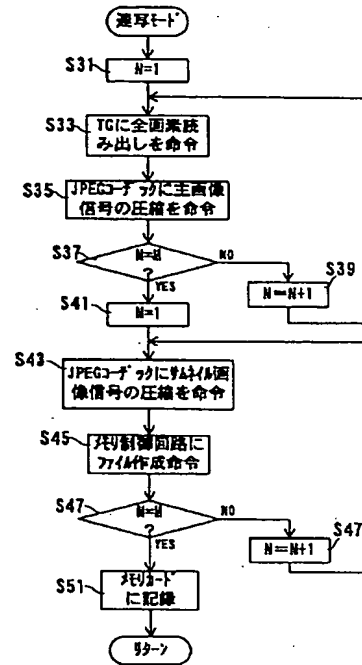 連写モード
S31
N=1
S33
TGに全画素読
み出しを命令
S35
JPEGコーデックに主画像
信号の圧縮を命令
S37
N=M
?
NO
YES
S39
N=N+1
S41
N=1
S43
JPEGコーデックにサムネイル画
像信号の圧縮を命令
S45
メモリ制御回路に
ファイル作成命令
S47
N=M
?
NO
YES
S47
N=N+1
S51
メモリカード
に記録
リターン